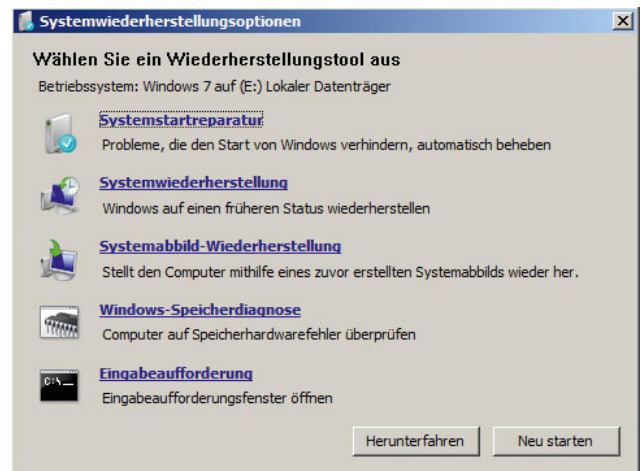 Systemwiederherstellungsoptionen
Wählen Sie ein Wiederherstellungstool aus
Betriebssystem: Windows 7 auf (E:) Lokaler Datenträger
Systemstartreparatur
Probleme, die den Start von Windows verhindern, automatisch beheben
Systemwiederherstellung
Windows auf einen früheren Status wiederherstellen
Systemabbild-Wiederherstellung
Stellt den Computer mithilfe eines zuvor erstellten Systemabbilds wieder her.
Windows-Speicherdiagnose
Computer auf Speicherhardwarefehler überprüfen
C:\_
Eingabeaufforderung
Eingabeaufforderungsfenster öffnen
Herunterfahren
Neu starten